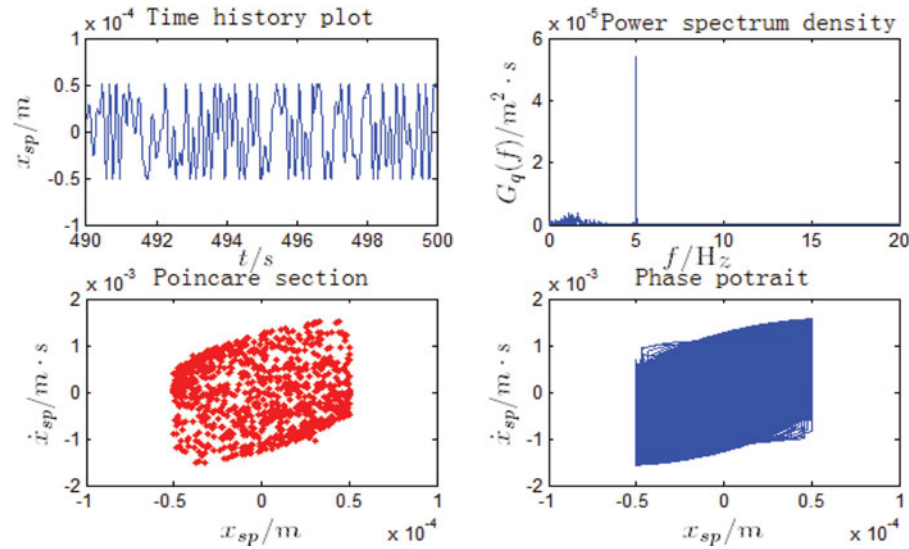 × 10⁻⁴ Time history plot
1
0.5
0
-0.5
-1
x_sp/m
490 492 494 496 498 500
t/s
× 10⁻⁵ Power spectrum density
6
4
2
0
G_q(f)/m² · s
0 5 10 15 20
f/Hz
× 10⁻³ Poincare section
2
1
0
-1
-2
ẋ_sp/m · s
-1 -0.5 0 0.5 1
x_sp/m × 10⁻⁴
× 10⁻³ Phase potrait
2
1
0
-1
-2
ẋ_sp/m · s
-1 -0.5 0 0.5 1
x_sp/m × 10⁻⁴